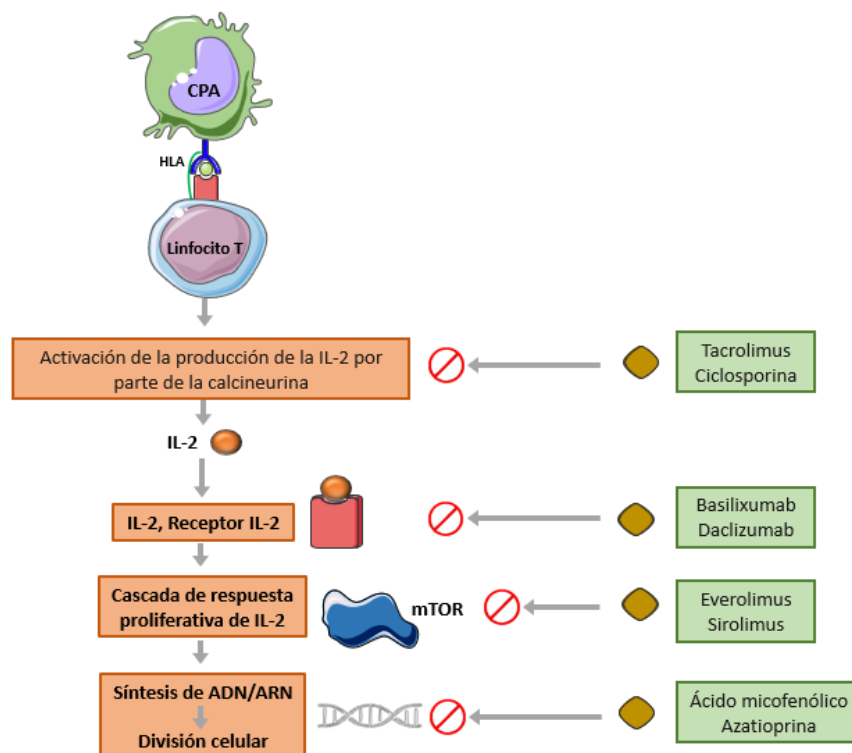 CPA
HLA
Linfocito T
Activación de la producción de la IL-2 por
parte de la calcineurina
Tacrolimus
Ciclosporina
IL-2
IL-2, Receptor IL-2
Basilixumab
Daclizumab
Cascada de respuesta
proliferativa de IL-2
mTOR
Everolimus
Sirolimus
Síntesis de ADN/ARN
División celular
Ácido micofenólico
Azatioprina